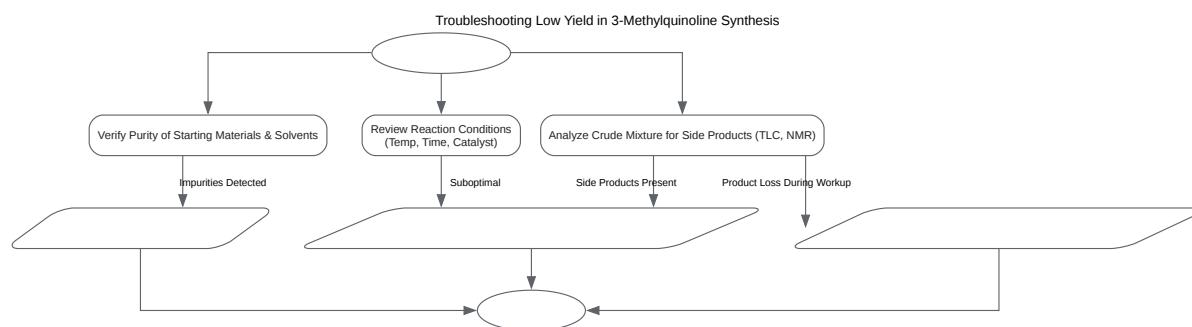 Troubleshooting Low Yield in 3-Methylquinoline Synthesis
Verify Purity of Starting Materials & Solvents
Review Reaction Conditions
(Temp, Time, Catalyst)
Analyze Crude Mixture for Side Products (TLC, NMR)
Impurities Detected
Suboptimal
Side Products Present
Product Loss During Workup